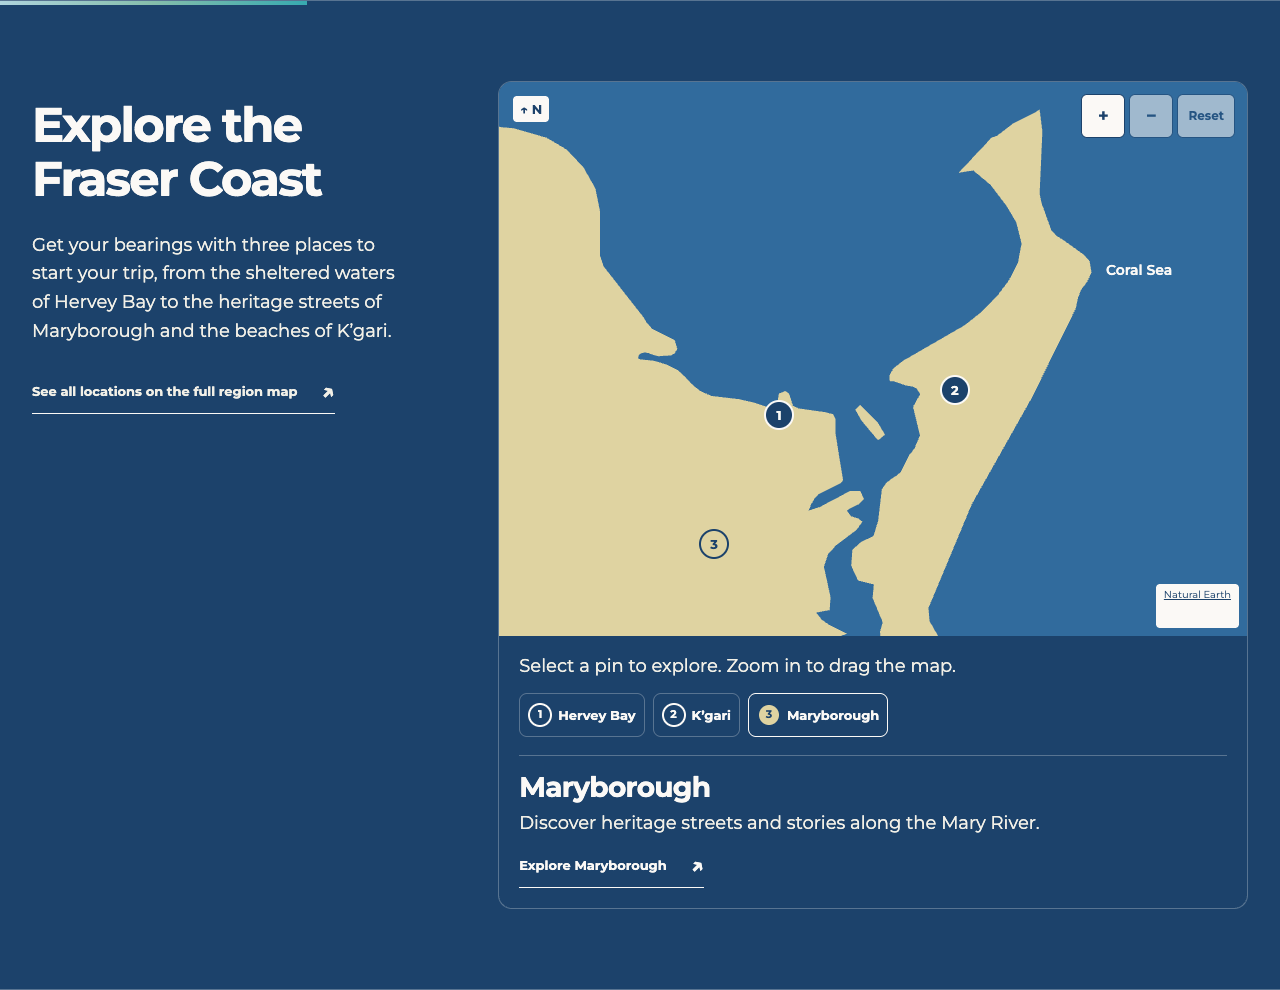 Explore the
Fraser Coast
Get your bearings with three places to
start your trip, from the sheltered waters
of Hervey Bay to the heritage streets of
Maryborough and the beaches of K’gari.
See all locations on the full region map
↑ N
+
−
Reset
Coral Sea
2
1
3
Natural Earth
Select a pin to explore. Zoom in to drag the map.
1 Hervey Bay
2 K’gari
3 Maryborough
Maryborough
Discover heritage streets and stories along the Mary River.
Explore Maryborough